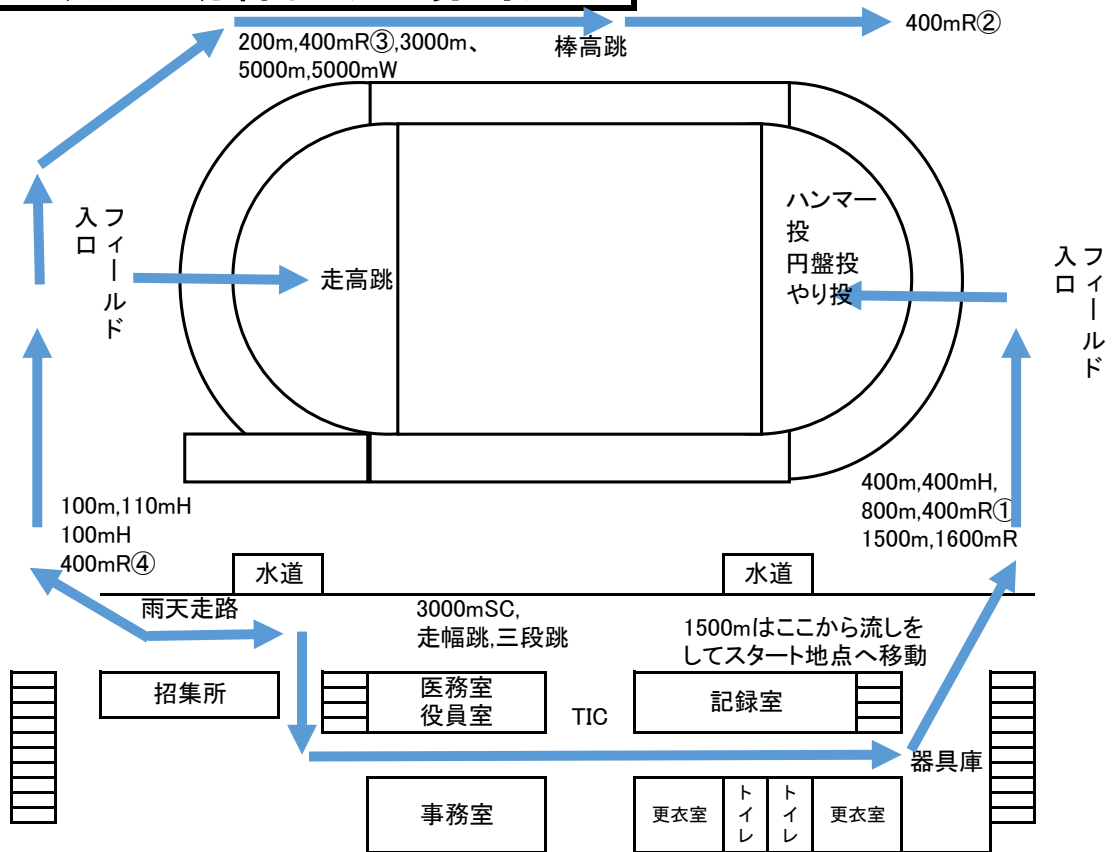 200m,400mR③,3000m、
5000m,5000mW
棒高跳
400mR②
フィールド
入口
走高跳
ハンマー
投
円盤投
やり投
フィールド
入口
100m,110mH
100mH
400mR④
400m,400mH,
800m,400mR①
1500m,1600mR
水道
水道
雨天走路
3000mSC,
走幅跳,三段跳
1500mはここから流しを
してスタート地点へ移動
招集所
医務室
役員室
TIC
記録室
器具庫
事務室
更衣室
トイレ
トイレ
更衣室